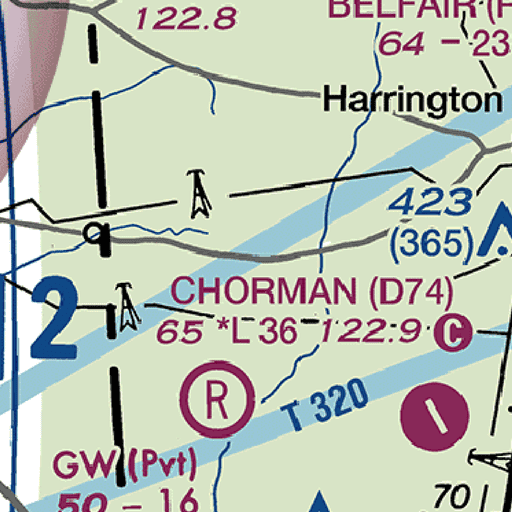 122.8
BELFAIR (P
64 - 23
Harrington
423
(365)
2
CHORMAN (D74)
65 *L 36 122.9 C
R
T 320
GW (Pvt)
50 - 16
70